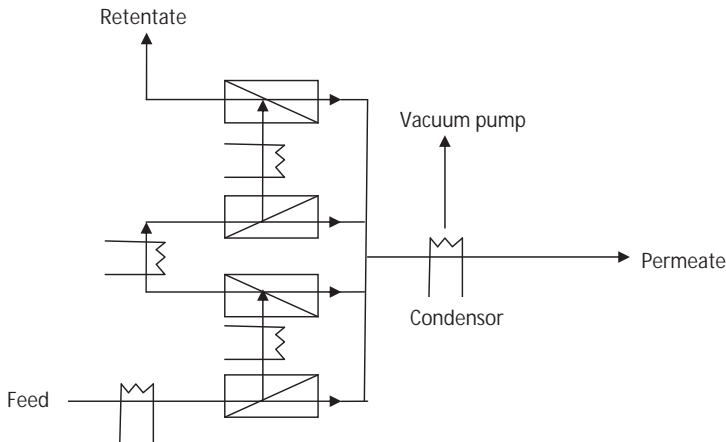 Retentate
Vacuum pump
Permeate
Condensor
Feed